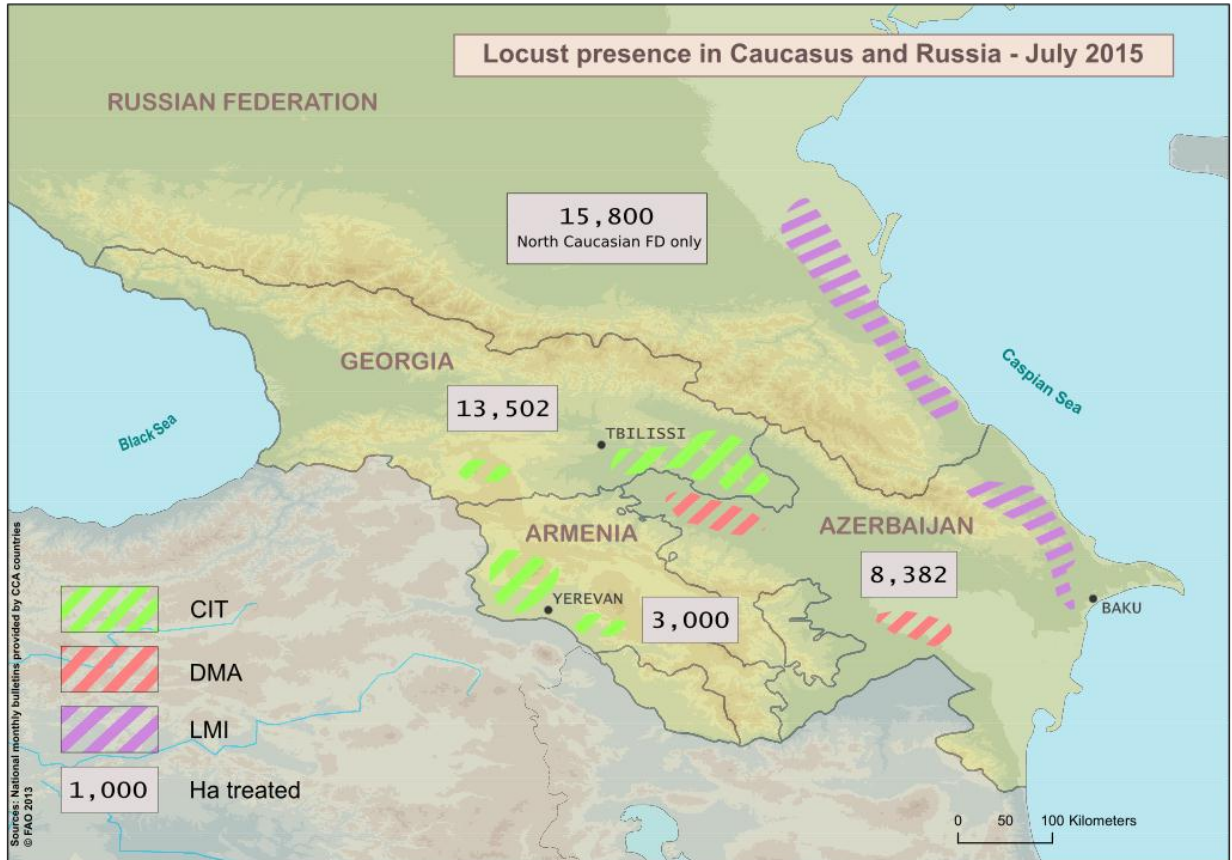 Locust presence in Caucasus and Russia - July 2015
RUSSIAN FEDERATION
15,800
North Caucasian FD only
GEORGIA
13,502
Caspian Sea
Black Sea
TBILISSI
ARMENIA
AZERBAIJAN
8,382
YEREVAN
3,000
BAKU
CIT
DMA
LMI
1,000 Ha treated
0 50 100 Kilometers
Sources: National monthly bulletins provided by CCA countries
© FAO 2013